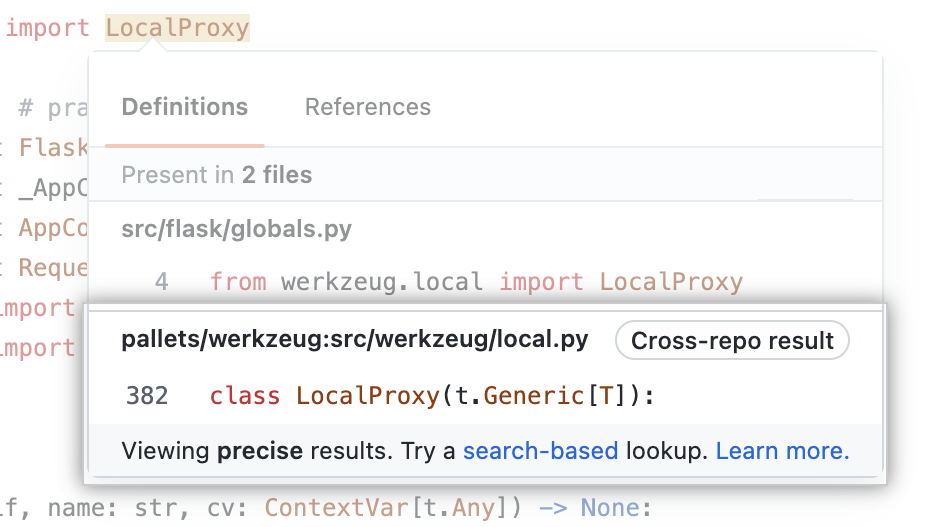 import LocalProxy
# pra
Definitions References
t Flask
Present in 2 files
t _AppC
t AppCo
src/flask/globals.py
t Reque
4 from werkzeug.local import LocalProxy
import
pallets/werkzeug:src/werkzeug/local.py Cross-repo result
import
382 class LocalProxy(t.Generic[T]):
Viewing precise results. Try a search-based lookup. Learn more.
lf, name: str, cv: ContextVar[t.Any]) -> None: